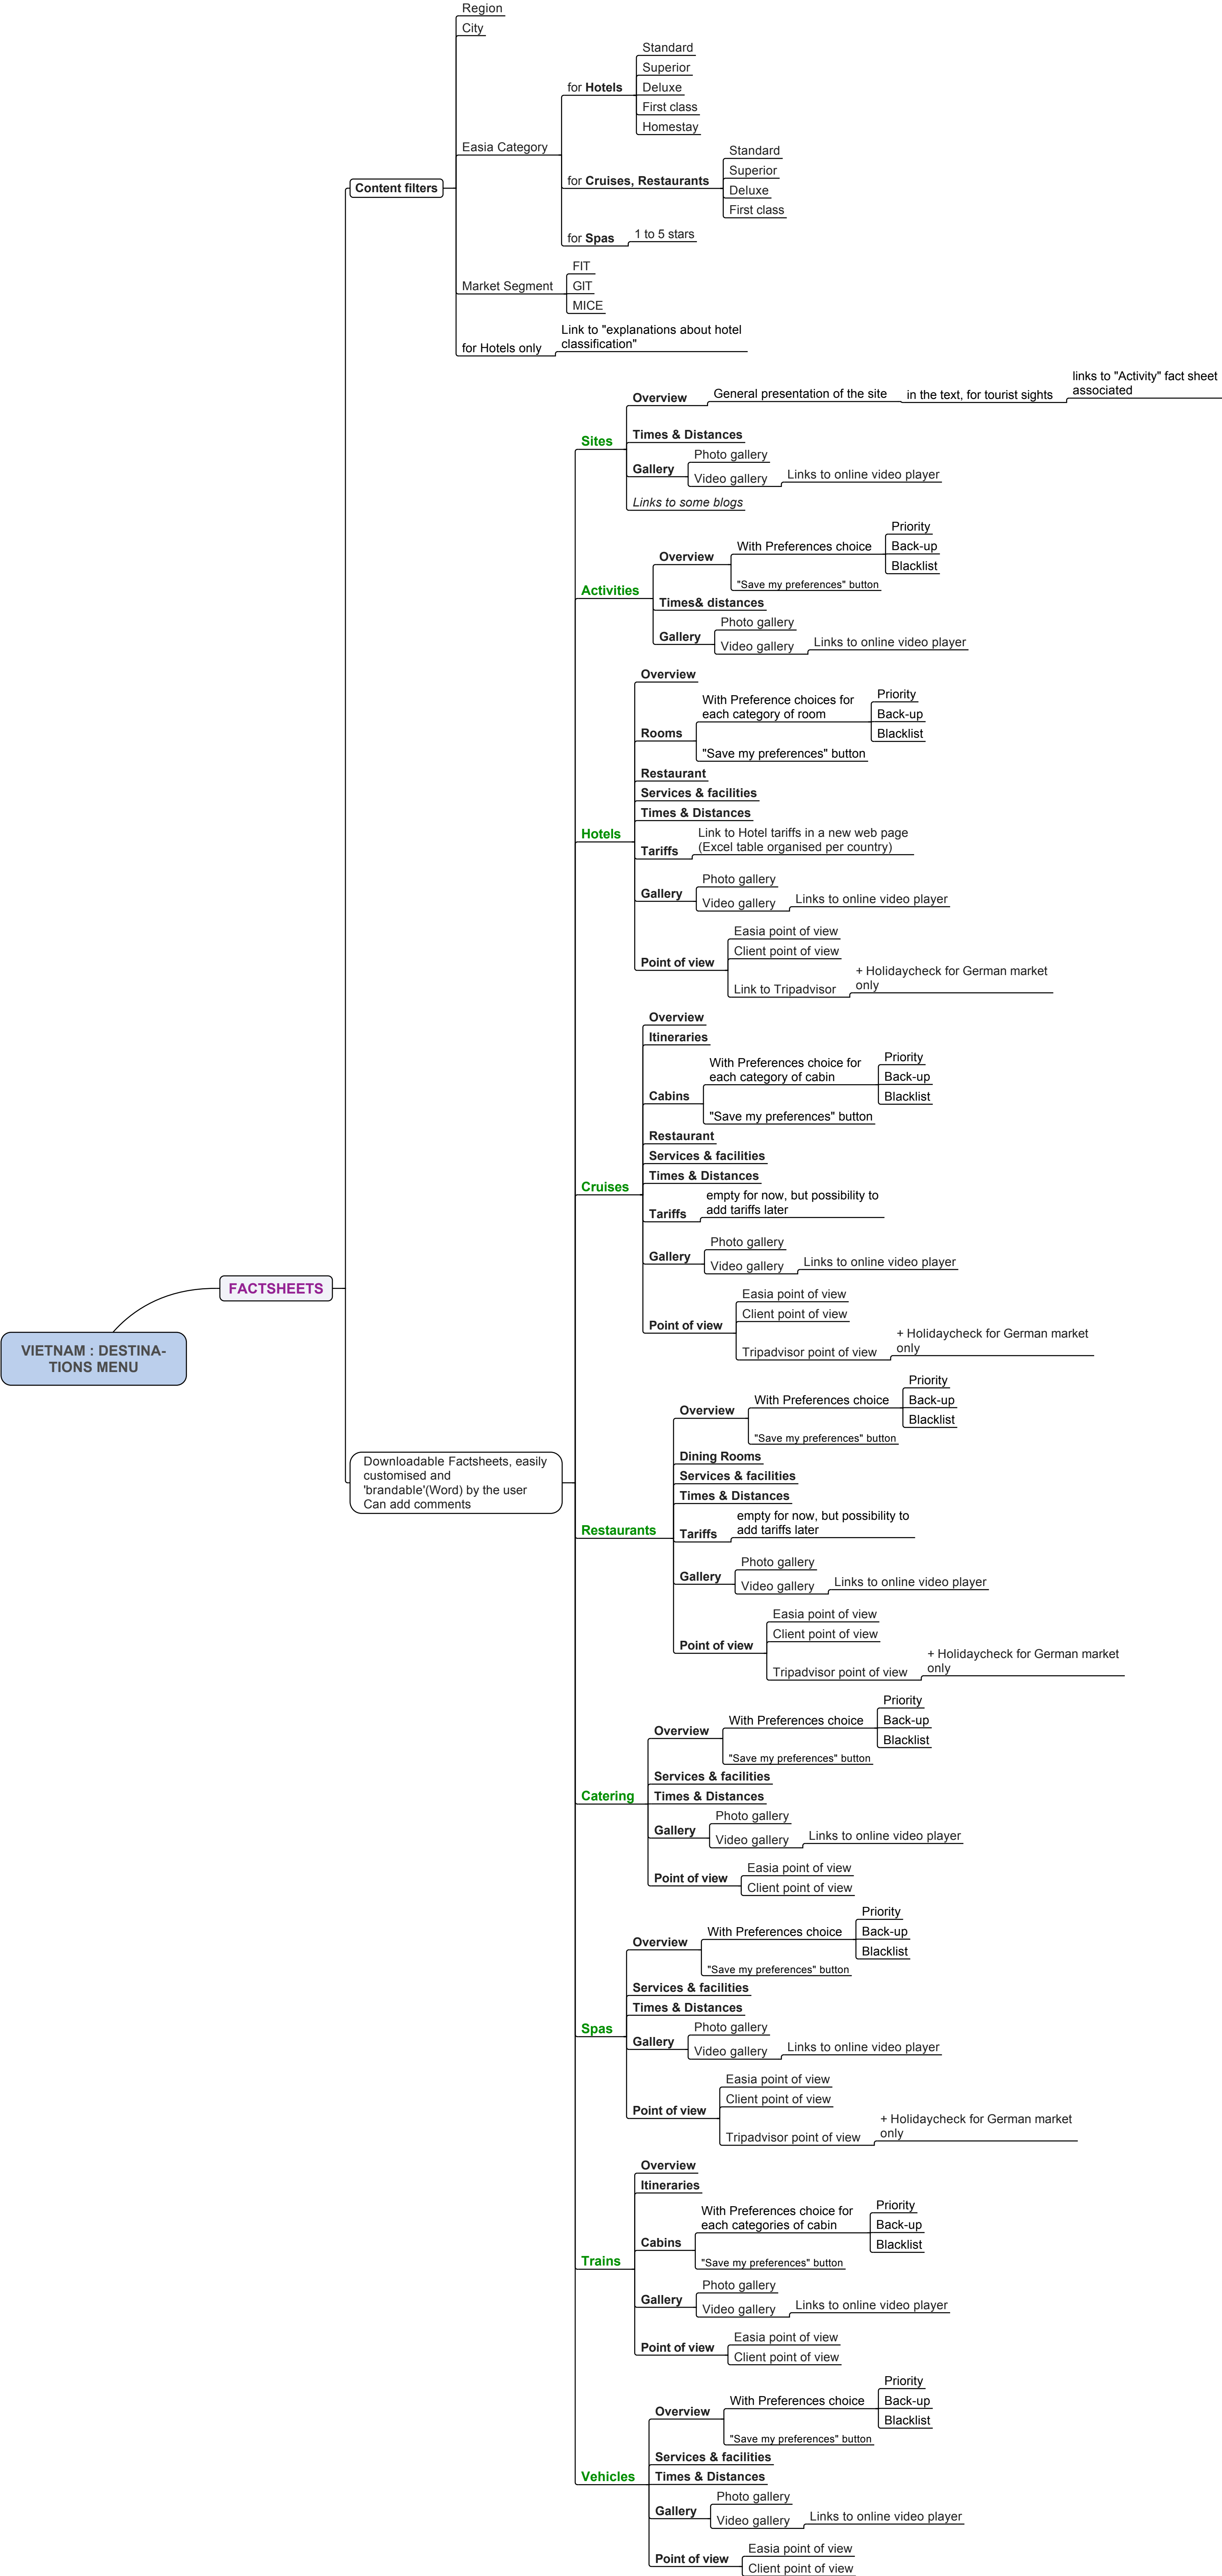 Region
City
Easia Category
for Hotels
Standard
Superior
Deluxe
First class
Homestay
for Cruises, Restaurants
Standard
Superior
Deluxe
First class
for Spas
1 to 5 stars
Content filters
Market Segment
FIT
GIT
MICE
for Hotels only
Link to "explanations about hotel
classification"
Sites
Overview
General presentation of the site
in the text, for tourist sights
links to "Activity" fact sheet
associated
Times & Distances
Gallery
Photo gallery
Video gallery
Links to online video player
Links to some blogs
Activities
Overview
With Preferences choice
Priority
Back-up
Blacklist
"Save my preferences" button
Times& distances
Gallery
Photo gallery
Video gallery
Links to online video player
Hotels
Overview
Rooms
With Preference choices for
each category of room
Priority
Back-up
Blacklist
"Save my preferences" button
Restaurant
Services & facilities
Times & Distances
Tariffs
Link to Hotel tariffs in a new web page
(Excel table organised per country)
Gallery
Photo gallery
Video gallery
Links to online video player
Point of view
Easia point of view
Client point of view
Link to Tripadvisor
+ Holidaycheck for German market
only
Cruises
Overview
Itineraries
Cabins
With Preferences choice for
each category of cabin
Priority
Back-up
Blacklist
"Save my preferences" button
Restaurant
Services & facilities
Times & Distances
Tariffs
empty for now, but possibility to
add tariffs later
Gallery
Photo gallery
Video gallery
Links to online video player
Point of view
Easia point of view
Client point of view
Tripadvisor point of view
+ Holidaycheck for German market
only
FACTSHEETS
VIETNAM : DESTINA-
TIONS MENU
Downloadable Factsheets, easily
customised and
'brandable'(Word) by the user
Can add comments
Restaurants
Overview
With Preferences choice
Priority
Back-up
Blacklist
"Save my preferences" button
Dining Rooms
Services & facilities
Times & Distances
Tariffs
empty for now, but possibility to
add tariffs later
Gallery
Photo gallery
Video gallery
Links to online video player
Point of view
Easia point of view
Client point of view
Tripadvisor point of view
+ Holidaycheck for German market
only
Catering
Overview
With Preferences choice
Priority
Back-up
Blacklist
"Save my preferences" button
Services & facilities
Times & Distances
Gallery
Photo gallery
Video gallery
Links to online video player
Point of view
Easia point of view
Client point of view
Spas
Overview
With Preferences choice
Priority
Back-up
Blacklist
"Save my preferences" button
Services & facilities
Times & Distances
Gallery
Photo gallery
Video gallery
Links to online video player
Point of view
Easia point of view
Client point of view
Tripadvisor point of view
+ Holidaycheck for German market
only
Trains
Overview
Itineraries
Cabins
With Preferences choice for
each categories of cabin
Priority
Back-up
Blacklist
"Save my preferences" button
Gallery
Photo gallery
Video gallery
Links to online video player
Point of view
Easia point of view
Client point of view
Vehicles
Overview
With Preferences choice
Priority
Back-up
Blacklist
"Save my preferences" button
Services & facilities
Times & Distances
Gallery
Photo gallery
Video gallery
Links to online video player
Point of view
Easia point of view
Client point of view